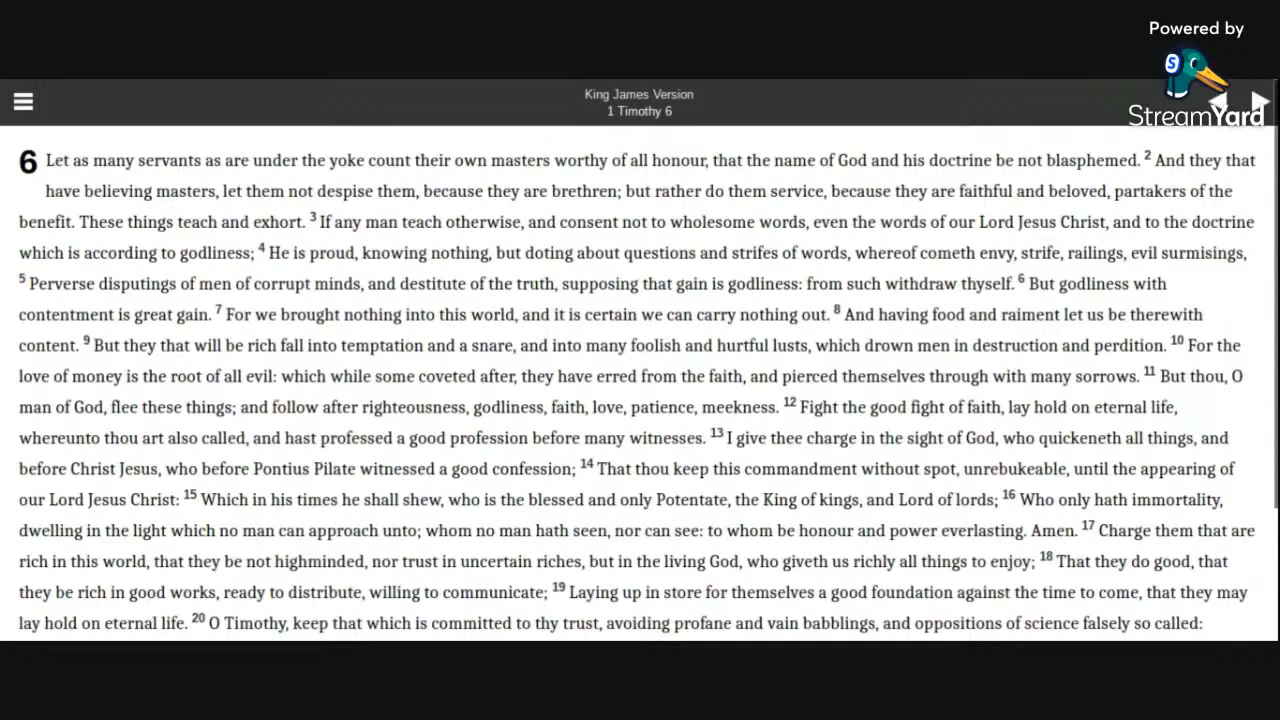 Powered by
StreamYard
King James Version
1 Timothy 6
6 Let as many servants as are under the yoke count their own masters worthy of all honour, that the name of God and his doctrine be not blasphemed. 2 And they that
have believing masters, let them not despise them, because they are brethren; but rather do them service, because they are faithful and beloved, partakers of the
benefit. These things teach and exhort. 3 If any man teach otherwise, and consent not to wholesome words, even the words of our Lord Jesus Christ, and to the doctrine
which is according to godliness; 4 He is proud, knowing nothing, but doting about questions and strifes of words, whereof cometh envy, strife, railings, evil surmisings,
5 Perverse disputings of men of corrupt minds, and destitute of the truth, supposing that gain is godliness: from such withdraw thyself. 6 But godliness with
contentment is great gain. 7 For we brought nothing into this world, and it is certain we can carry nothing out. 8 And having food and raiment let us be therewith
content. 9 But they that will be rich fall into temptation and a snare, and into many foolish and hurtful lusts, which drown men in destruction and perdition. 10 For the
love of money is the root of all evil: which while some coveted after, they have erred from the faith, and pierced themselves through with many sorrows. 11 But thou, O
man of God, flee these things; and follow after righteousness, godliness, faith, love, patience, meekness. 12 Fight the good fight of faith, lay hold on eternal life,
whereunto thou art also called, and hast professed a good profession before many witnesses. 13 I give thee charge in the sight of God, who quickeneth all things, and
before Christ Jesus, who before Pontius Pilate witnessed a good confession; 14 That thou keep this commandment without spot, unrebukeable, until the appearing of
our Lord Jesus Christ: 15 Which in his times he shall shew, who is the blessed and only Potentate, the King of kings, and Lord of lords; 16 Who only hath immortality,
dwelling in the light which no man can approach unto; whom no man hath seen, nor can see: to whom be honour and power everlasting. Amen. 17 Charge them that are
rich in this world, that they be not highminded, nor trust in uncertain riches, but in the living God, who giveth us richly all things to enjoy; 18 That they do good, that
they be rich in good works, ready to distribute, willing to communicate; 19 Laying up in store for themselves a good foundation against the time to come, that they may
lay hold on eternal life. 20 O Timothy, keep that which is committed to thy trust, avoiding profane and vain babblings, and oppositions of science falsely so called: